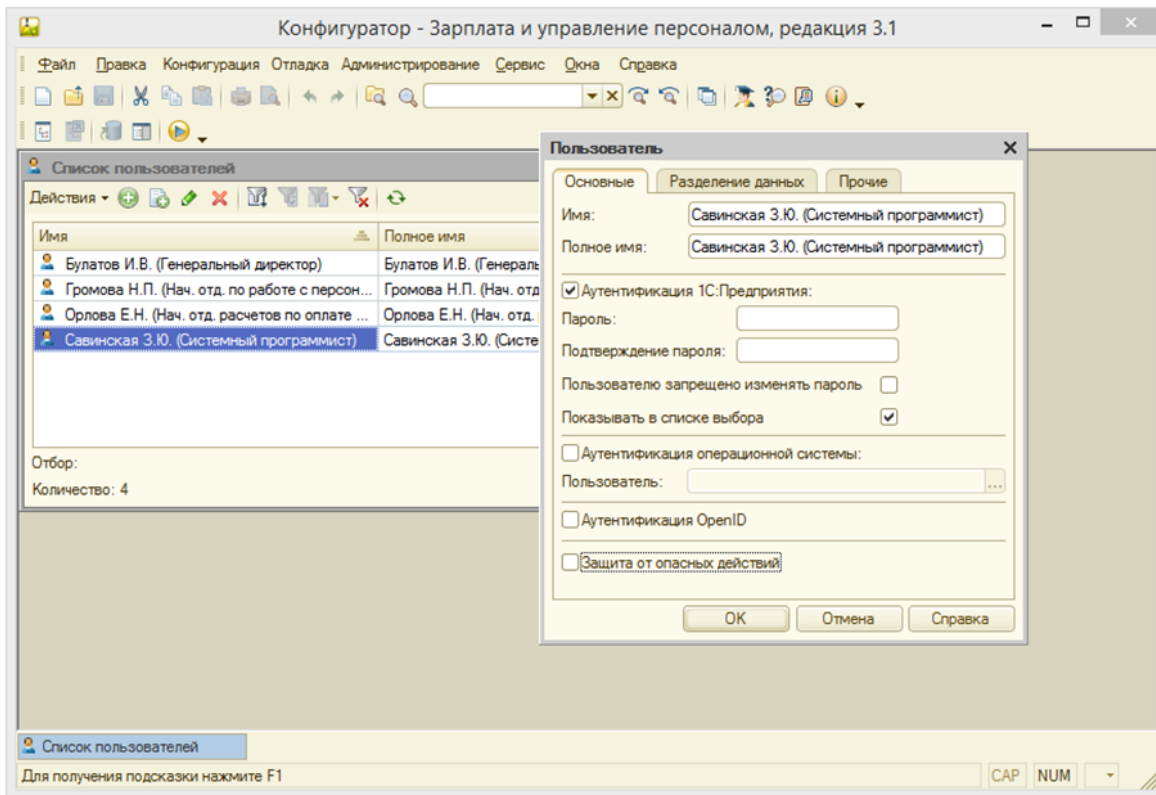 Конфигуратор - Зарплата и управление персоналом, редакция 3.1
Файл Правка Конфигурация Отладка Администрирование Сервис Окна Справка
Список пользователей
Действия
Имя Полное имя
Булатов И.В. (Генеральный директор) Булатов И.В. (Генераль
Громова Н.П. (Нач. отд. по работе с персон... Громова Н.П. (Нач. отд
Орлова Е.Н. (Нач. отд. расчетов по оплате ... Орлова Е.Н. (Нач. отд.
Савинская З.Ю. (Системный программист) Савинская З.Ю. (Систе
Отбор:
Количество: 4
Пользователь
Основные Разделение данных Прочие
Имя: Савинская З.Ю. (Системный программист)
Полное имя: Савинская З.Ю. (Системный программист)
Аутентификация 1С:Предприятия:
Пароль:
Подтверждение пароля:
Пользователю запрещено изменять пароль
Показывать в списке выбора
Аутентификация операционной системы:
Пользователь: ...
Аутентификация OpenID
Защита от опасных действий
ОК Отмена Справка
Список пользователей
Для получения подсказки нажмите F1 CAP NUM